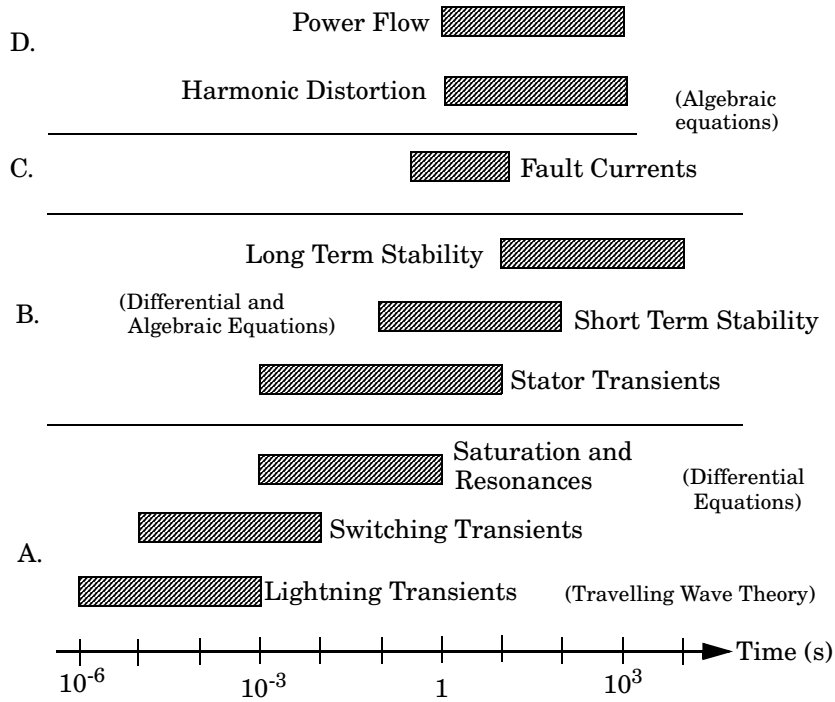 Power Flow
D.
Harmonic Distortion
(Algebraic
equations)
C.
Fault Currents
Long Term Stability
B.
(Differential and
Algebraic Equations)
Short Term Stability
Stator Transients
Saturation and
Resonances
(Differential
Equations)
Switching Transients
A.
Lightning Transients
(Travelling Wave Theory)
Time (s)
10-6
10-3
1
103